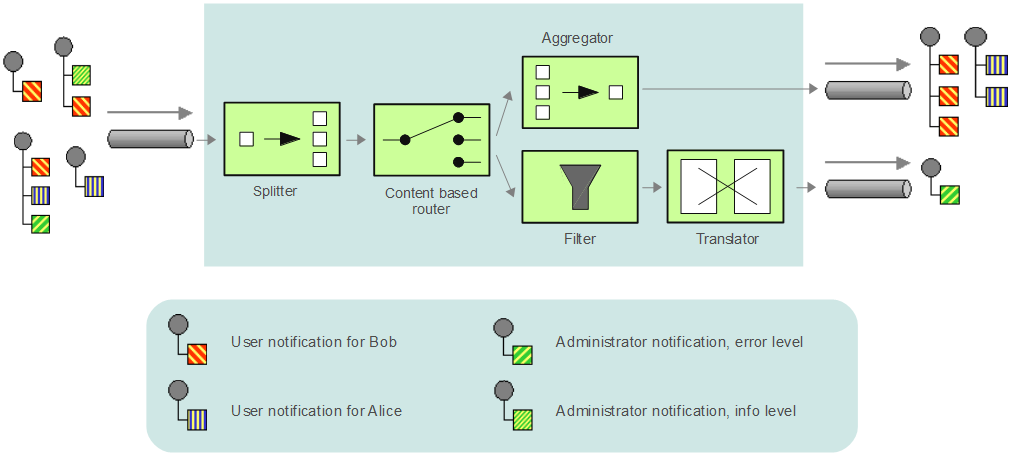 Aggregator
Splitter
Content based
router
Filter
Translator
User notification for Bob
Administrator notification, error level
User notification for Alice
Administrator notification, info level